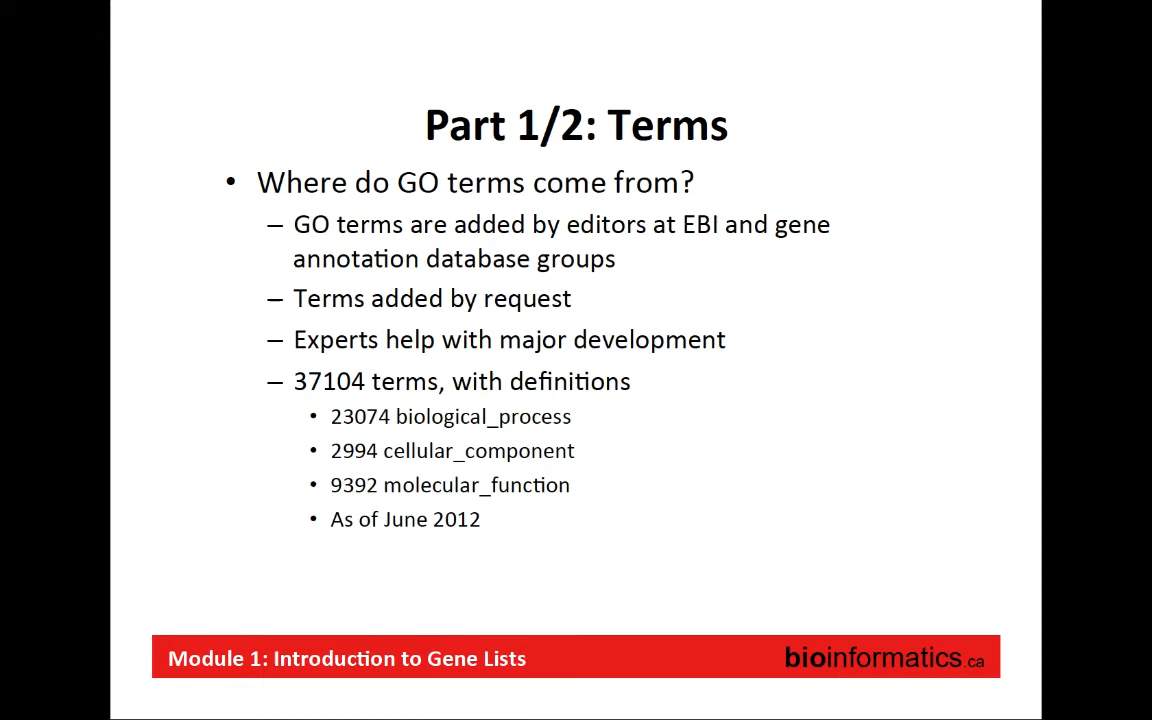 Part 1/2: Terms
• Where do GO terms come from?
– GO terms are added by editors at EBI and gene
annotation database groups
– Terms added by request
– Experts help with major development
– 37104 terms, with definitions
• 23074 biological_process
• 2994 cellular_component
• 9392 molecular_function
• As of June 2012
Module 1: Introduction to Gene Lists
bioinformatics.ca